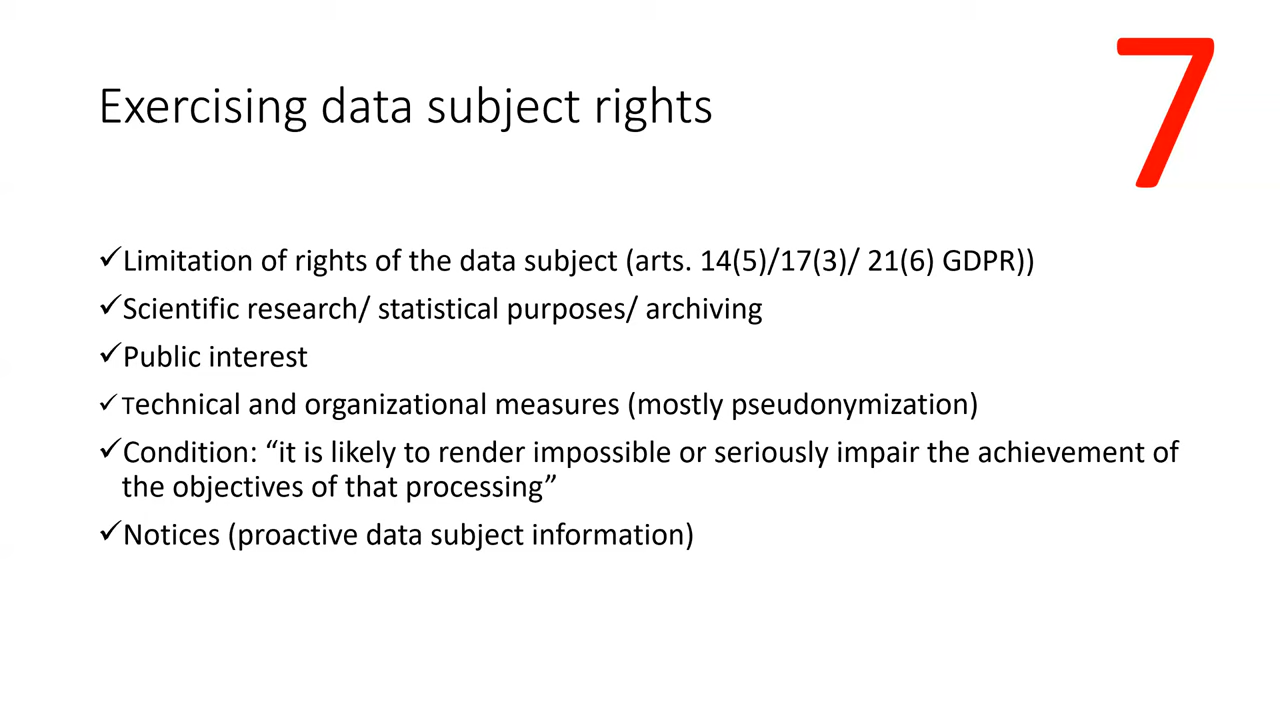 7
Exercising data subject rights
✓Limitation of rights of the data subject (arts. 14(5)/17(3)/ 21(6) GDPR))
✓Scientific research/ statistical purposes/ archiving
✓Public interest
✓Technical and organizational measures (mostly pseudonymization)
✓Condition: “it is likely to render impossible or seriously impair the achievement of
the objectives of that processing”
✓Notices (proactive data subject information)